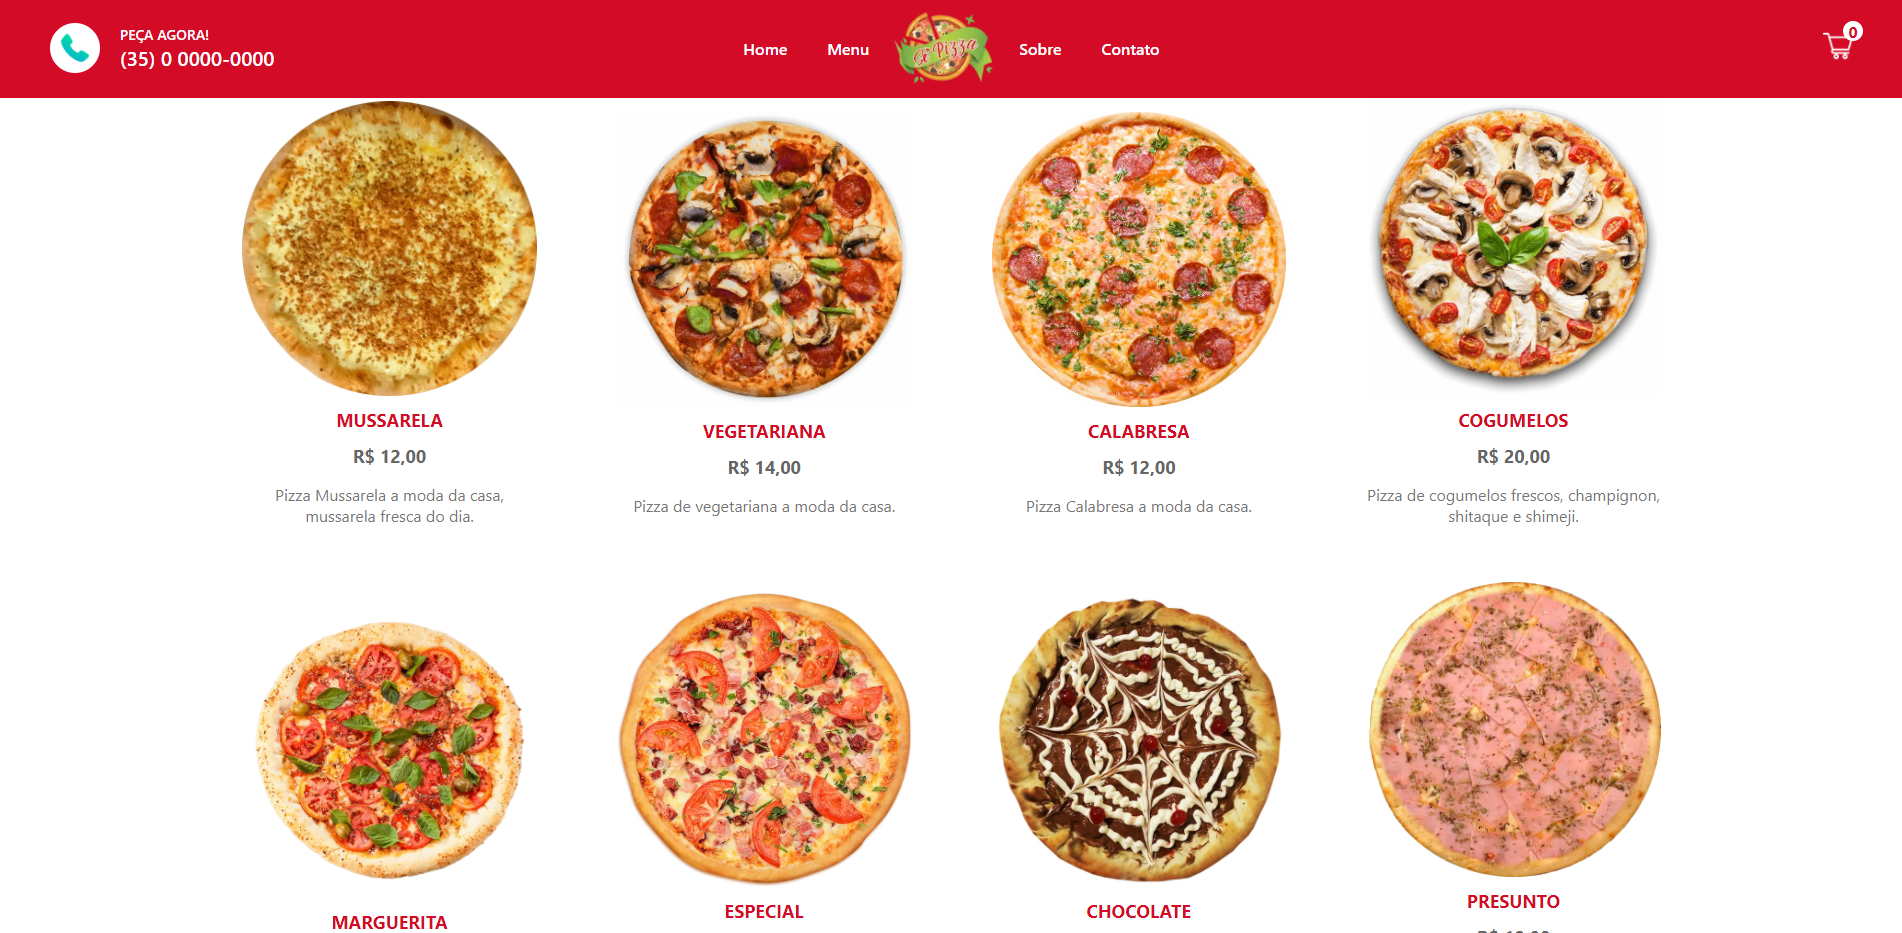 PEÇA AGORA!
(35) 0 0000-0000
Home
Menu
Só Pizza
Sobre
Contato
0
MUSSARELA
R$ 12,00
Pizza Mussarela a moda da casa,
mussarela fresca do dia.
VEGETARIANA
R$ 14,00
Pizza de vegetariana a moda da casa.
CALABRESA
R$ 12,00
Pizza Calabresa a moda da casa.
COGUMELOS
R$ 20,00
Pizza de cogumelos frescos, champignon,
shitaque e shimeji.
MARGUERITA
ESPECIAL
CHOCOLATE
PRESUNTO